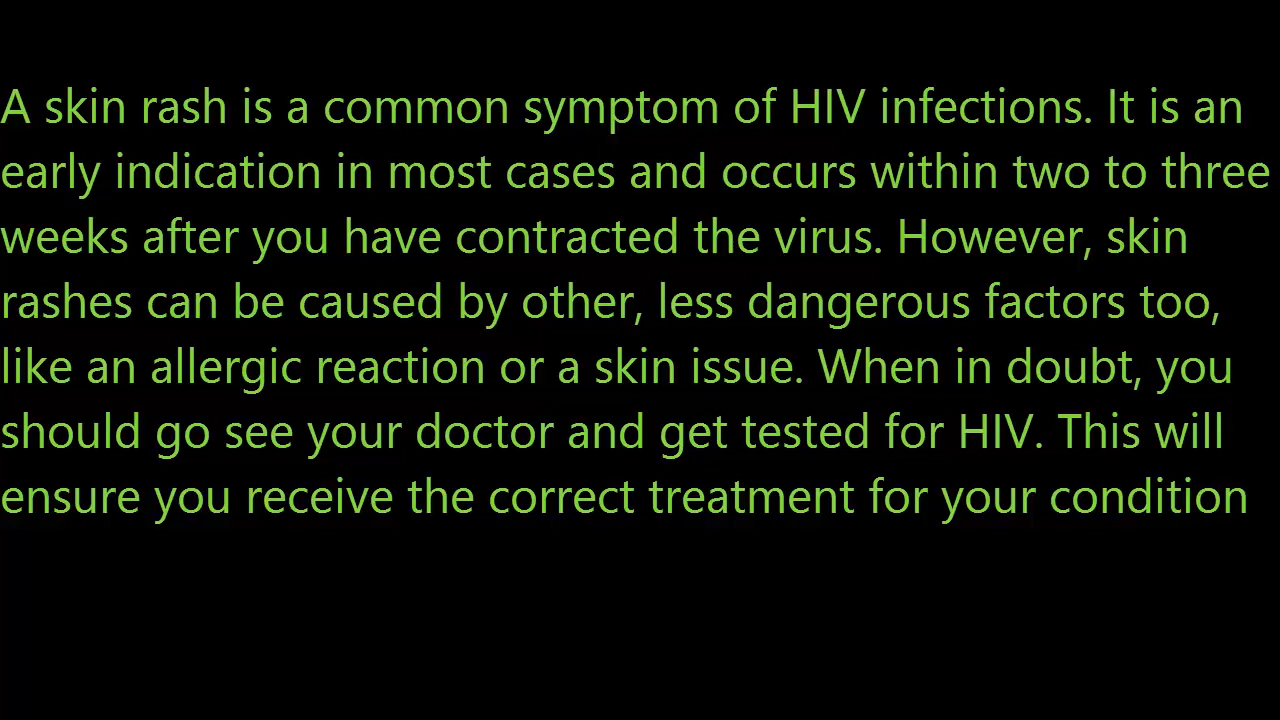 A skin rash is a common symptom of HIV infections. It is an
early indication in most cases and occurs within two to three
weeks after you have contracted the virus. However, skin
rashes can be caused by other, less dangerous factors too,
like an allergic reaction or a skin issue. When in doubt, you
should go see your doctor and get tested for HIV. This will
ensure you receive the correct treatment for your condition